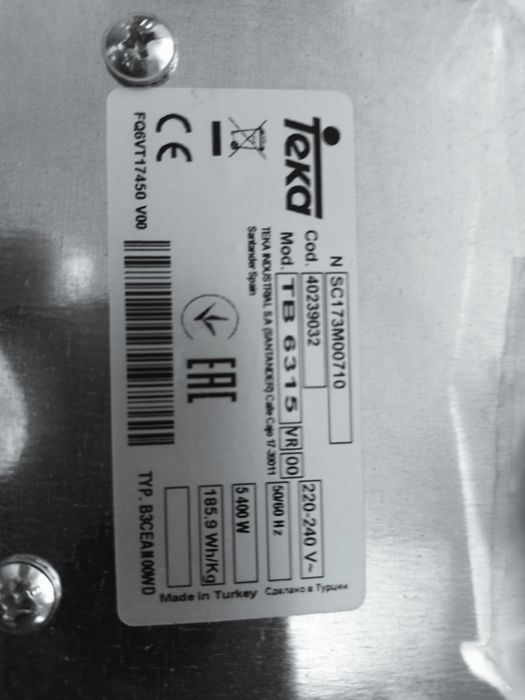 Teka
N SC173M00710
Cod. 40239032
Mod. TB 6315 VR 00
TEKA INDUSTRIAL S.A (SANTANDER) Calle Cajo 17-39011
Santander Spain
220-240 V~
50/60 Hz
5 400W
185.9 Wh/Kg
CE
EAC
FQ6VT17450 V00
TYP. B3CEAM00WD
Made in Turkey Сделано в Турции